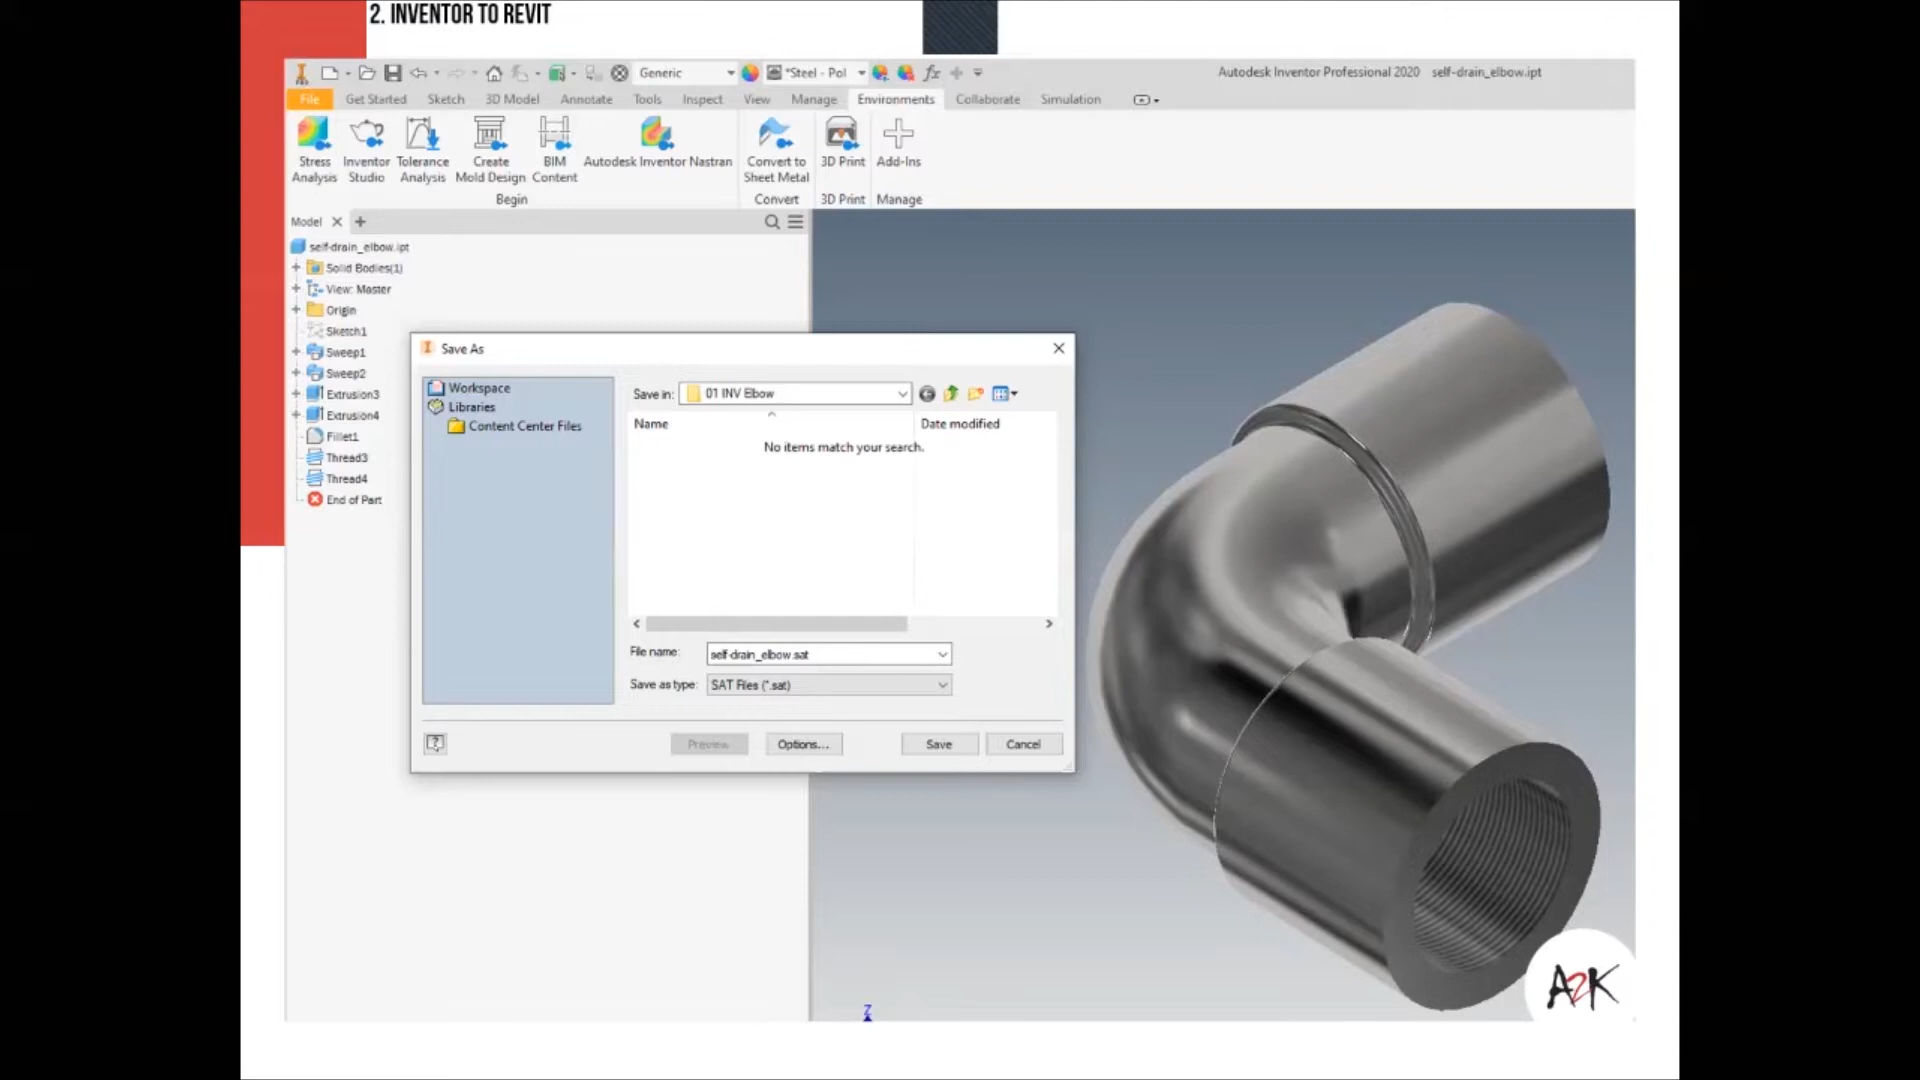 2. INVENTOR TO REVIT
Generic
*Steel - Pol
fx
Autodesk Inventor Professional 2020 self-drain_elbow.ipt
File Get Started Sketch 3D Model Annotate Tools Inspect View Manage Environments Collaborate Simulation
Stress Analysis
Inventor Studio
Tolerance Analysis
Create Mold Design
BIM Content
Autodesk Inventor Nastran
Convert to Sheet Metal
3D Print
Add-Ins
Begin
Convert
3D Print
Manage
Model
self-drain_elbow.ipt
Solid Bodies(1)
View: Master
Origin
Sketch1
Sweep1
Sweep2
Extrusion3
Extrusion4
Fillet1
Thread3
Thread4
End of Part
Save As
Workspace
Libraries
Content Center Files
Save in: 01 INV Elbow
Name
Date modified
No items match your search.
File name: self-drain_elbow.sat
Save as type: SAT Files (*.sat)
Preview
Options...
Save
Cancel
Z
A2K